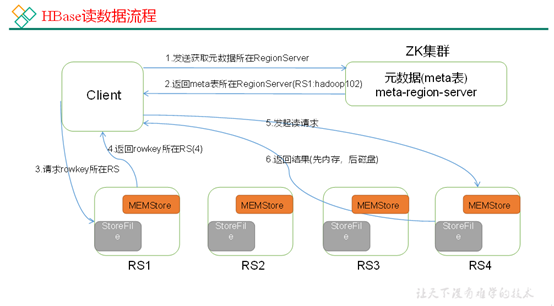 HBase读数据流程
ZK集群
1.发送获取元数据所在RegionServer
元数据(meta表)
meta-region-server
Client
2.返回meta表所在RegionServer(RS1:hadoop102)
5.发起读请求
4.返回rowkey所在RS(4)
6.返回结果(先内存，后磁盘)
3.请求rowkey所在RS
MEMStore
MEMStore
MEMStore
MEMStore
StoreFil
e
StoreFil
e
StoreFil
e
StoreFil
e
RS1
RS2
RS3
RS4
让天下没有难学的技术